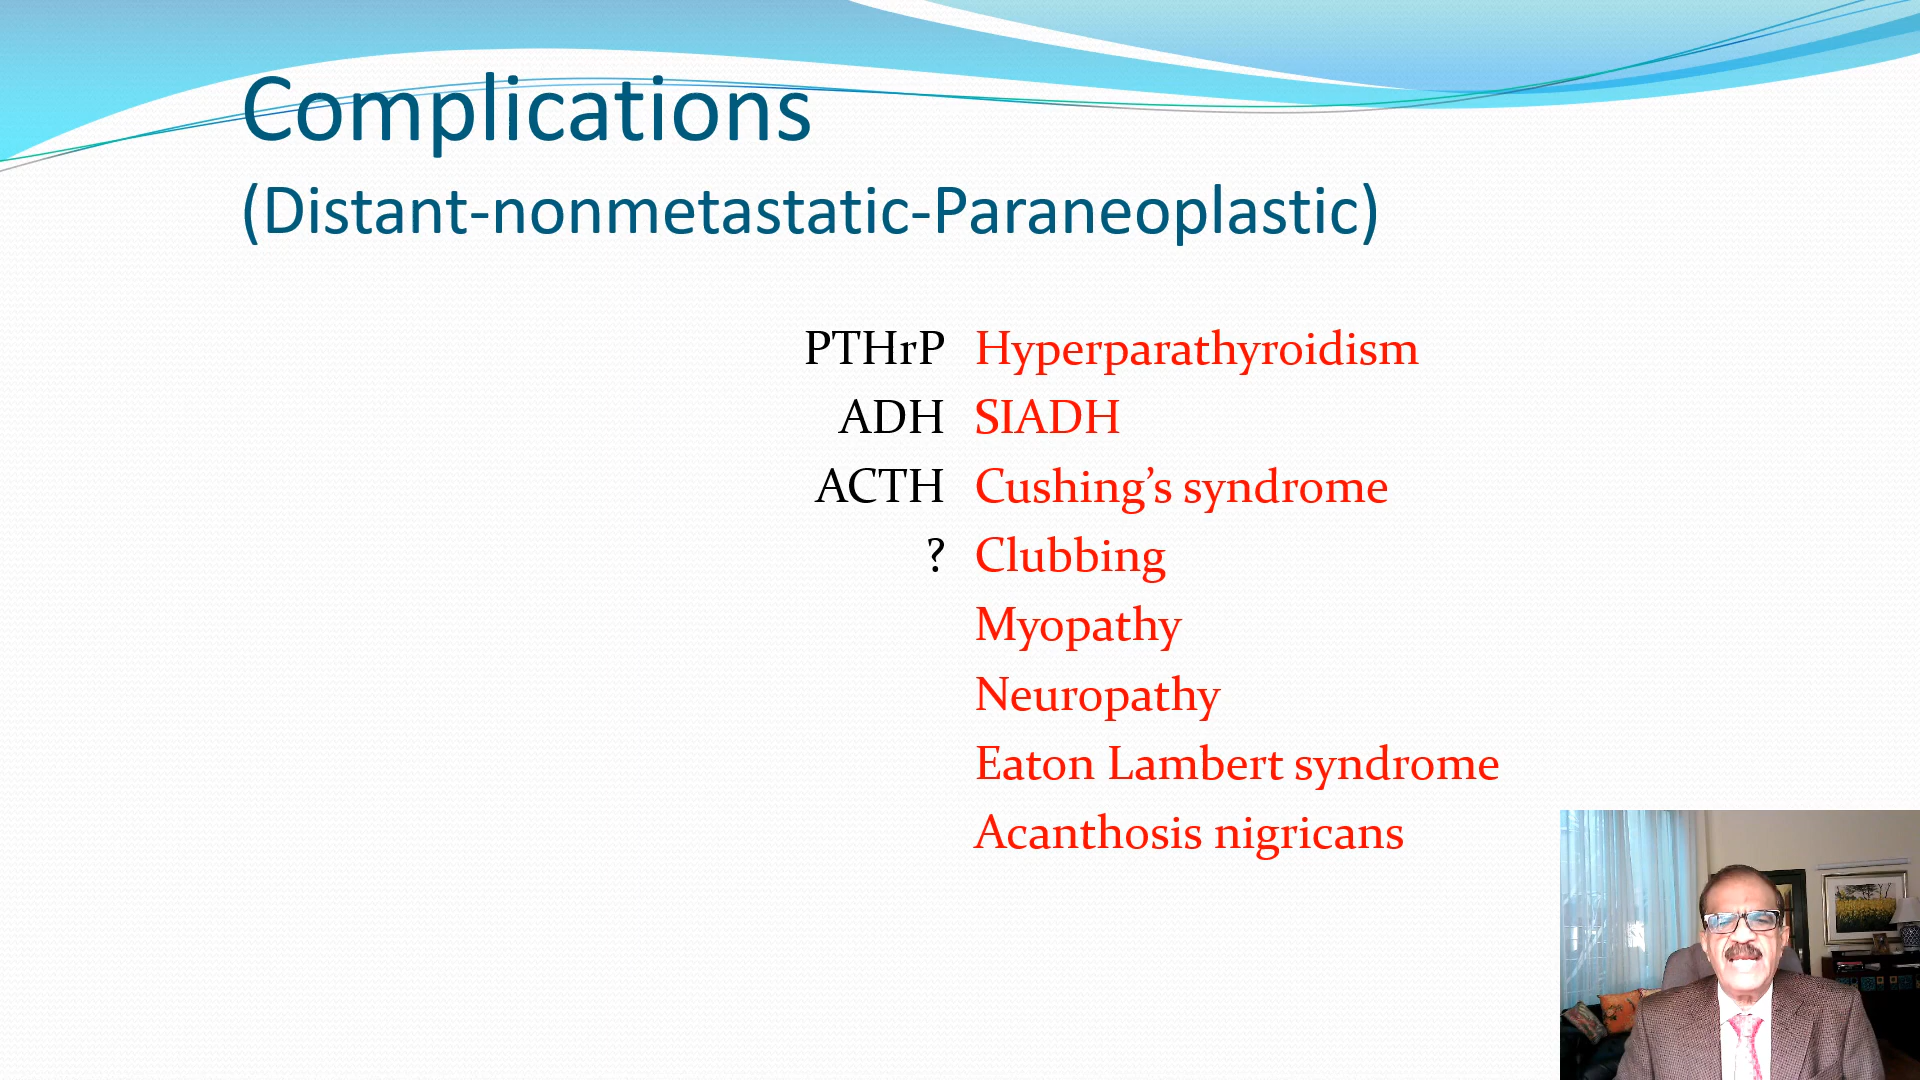 Complications
(Distant-nonmetastatic-Paraneoplastic)
PTHrP Hyperparathyroidism
ADH SIADH
ACTH Cushing’s syndrome
? Clubbing
Myopathy
Neuropathy
Eaton Lambert syndrome
Acanthosis nigricans